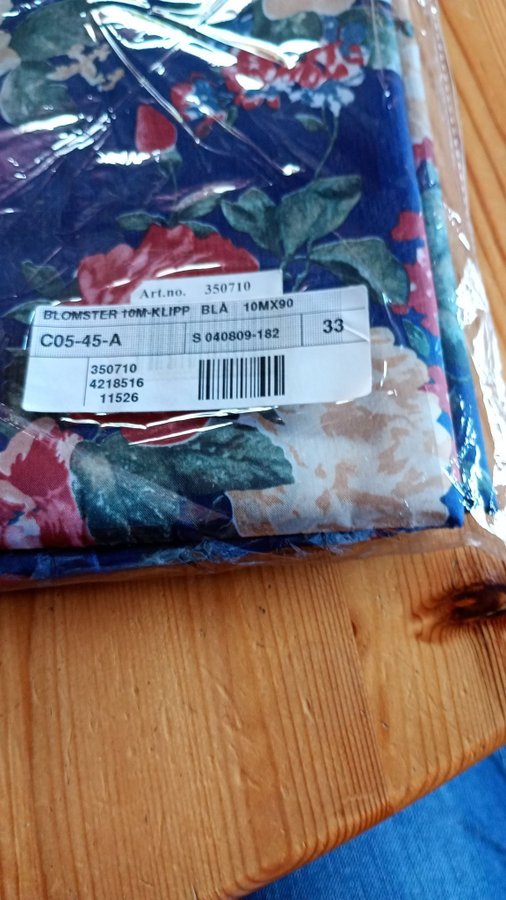 Art.no. 350710
BLOMSTER 10M-KLIPP BLÅ 10MX90
C05-45-A S 040809-182 33
350710
4218516
11526